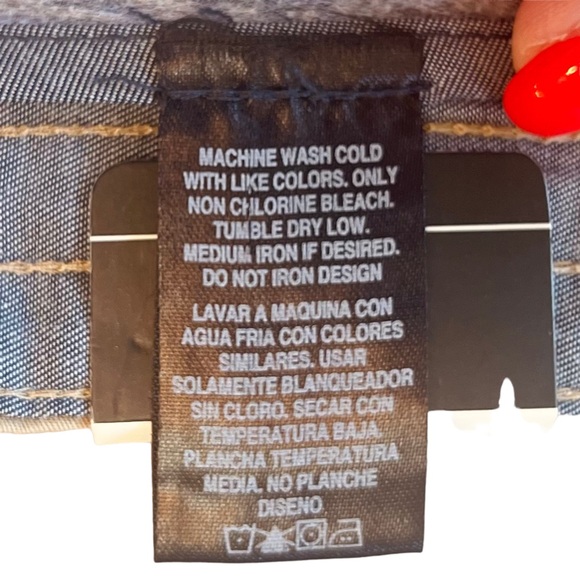 MACHINE WASH COLD
WITH LIKE COLORS. ONLY
NON CHLORINE BLEACH.
TUMBLE DRY LOW.
MEDIUM IRON IF DESIRED.
DO NOT IRON DESIGN
LAVAR A MAQUINA CON
AGUA FRIA CON COLORES
SIMILARES. USAR
SOLAMENTE BLANQUEADOR
SIN CLORO. SECAR CON
TEMPERATURA BAJA
PLANCHA TEMPERATURA
MEDIA. NO PLANCHE
DISENO.